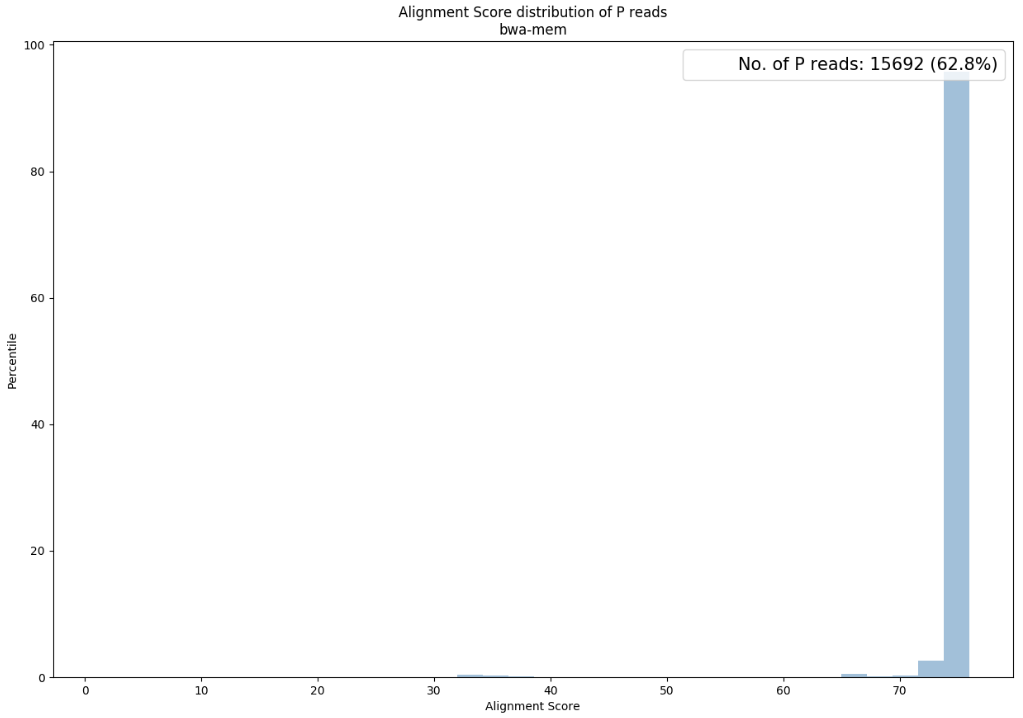 Alignment Score distribution of P reads
bwa-mem
No. of P reads: 15692 (62.8%)
100
80
60
40
20
0
Percentile
0 10 20 30 40 50 60 70
Alignment Score